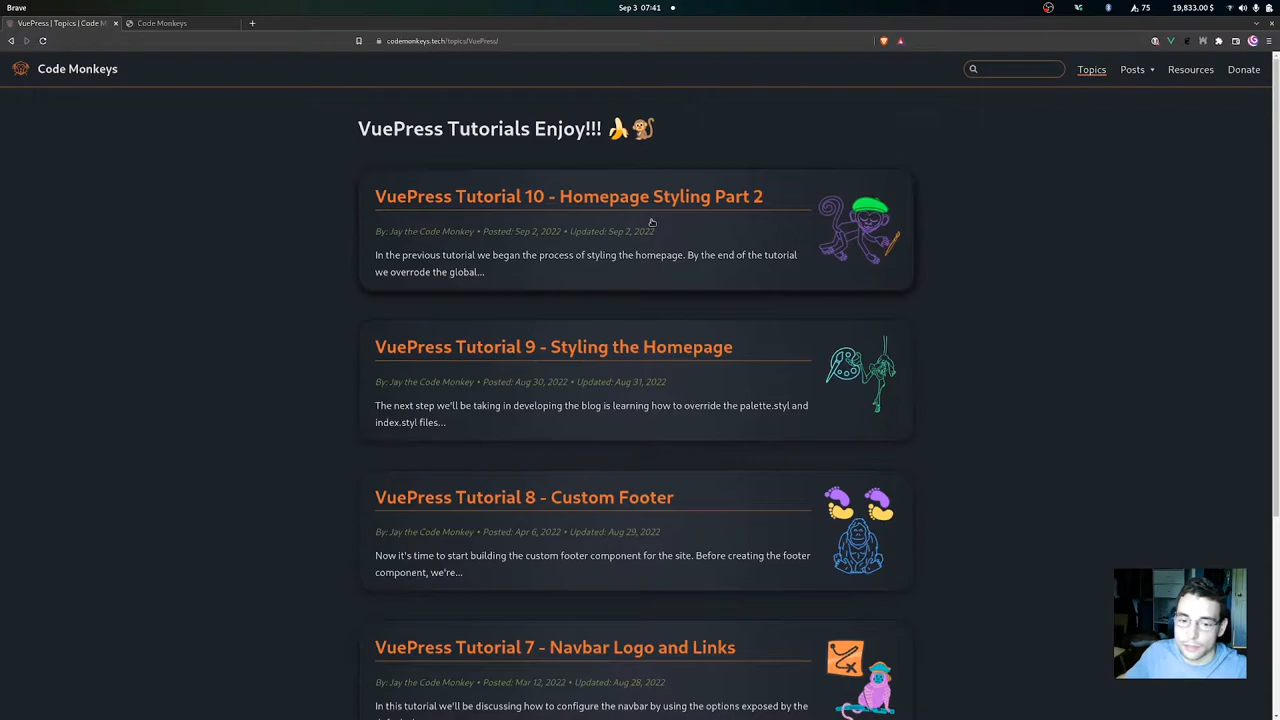 Brave
Sep 3 07:41
75
19,833.00 $
VuePress | Topics | Code M
Code Monkeys
codemonkeys.tech/topics/VuePress/
Code Monkeys
Topics
Posts
Resources
Donate
VuePress Tutorials Enjoy!!! 🍌🐒
VuePress Tutorial 10 - Homepage Styling Part 2
By: Jay the Code Monkey • Posted: Sep 2, 2022 • Updated: Sep 2, 2022
In the previous tutorial we began the process of styling the homepage. By the end of the tutorial
we overrode the global...
VuePress Tutorial 9 - Styling the Homepage
By: Jay the Code Monkey • Posted: Aug 30, 2022 • Updated: Aug 31, 2022
The next step we'll be taking in developing the blog is learning how to override the palette.styl and
index.styl files...
VuePress Tutorial 8 - Custom Footer
By: Jay the Code Monkey • Posted: Apr 6, 2022 • Updated: Aug 29, 2022
Now it's time to start building the custom footer component for the site. Before creating the footer
component, we're...
VuePress Tutorial 7 - Navbar Logo and Links
By: Jay the Code Monkey • Posted: Mar 12, 2022 • Updated: Aug 28, 2022
In this tutorial we'll be discussing how to configure the navbar by using the options exposed by the